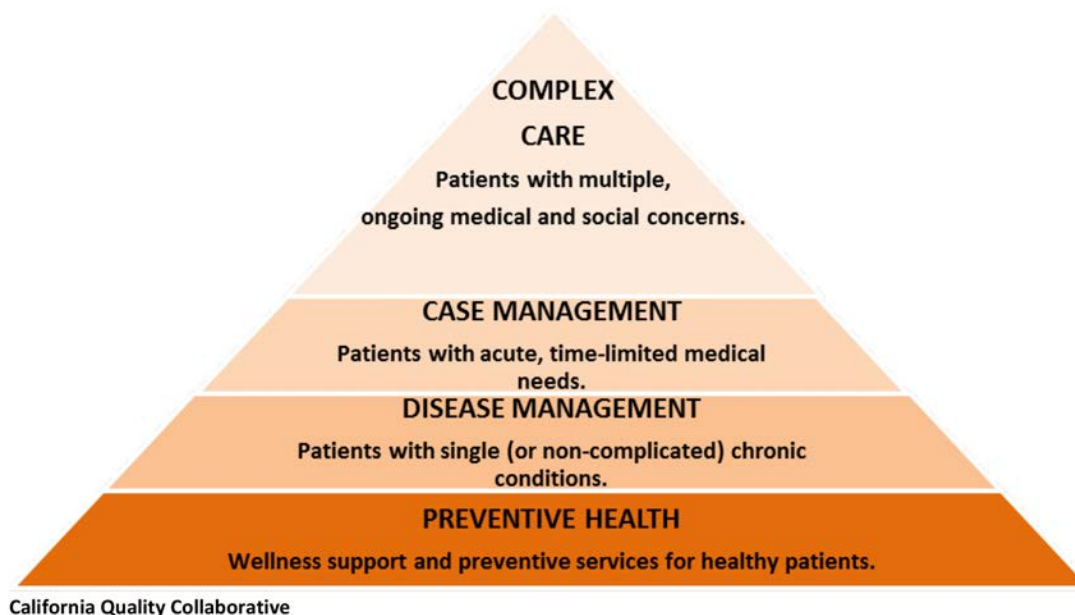 COMPLEX
CARE
Patients with multiple,
ongoing medical and social concerns.
CASE MANAGEMENT
Patients with acute, time-limited medical
needs.
DISEASE MANAGEMENT
Patients with single (or non-complicated) chronic
conditions.
PREVENTIVE HEALTH
Wellness support and preventive services for healthy patients.
California Quality Collaborative